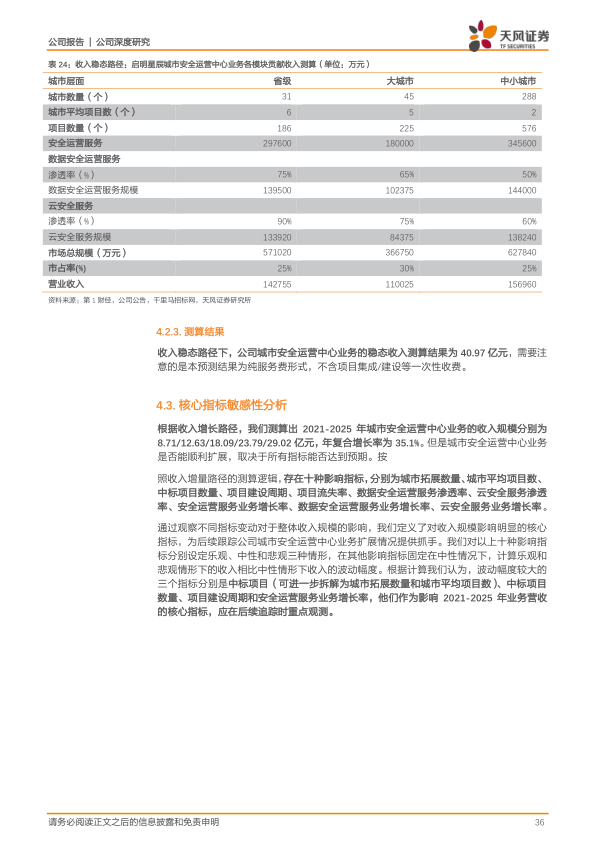 公司报告 | 公司深度研究
天风证券
TF SECURITIES
表 24：收入稳态路径：启明星辰城市安全运营中心业务各模块贡献收入测算（单位：万元）
城市层面 省级 大城市 中小城市
城市数量（个） 31 45 288
城市平均项目数（个） 6 5 2
项目数量（个） 186 225 576
安全运营服务 297600 180000 345600
数据安全运营服务
渗透率（%） 75% 65% 50%
数据安全运营服务规模 139500 102375 144000
云安全服务
渗透率（%） 90% 75% 60%
云安全服务规模 133920 84375 138240
市场总规模（万元） 571020 366750 627840
市占率(%) 25% 30% 25%
营业收入 142755 110025 156960
资料来源：第 1 财经，公司公告，千里马招标网，天风证券研究所
4.2.3. 测算结果
收入稳态路径下，公司城市安全运营中心业务的稳态收入测算结果为 40.97 亿元，需要注
意的是本预测结果为纯服务费形式，不含项目集成/建设等一次性收费。
4.3. 核心指标敏感性分析
根据收入增长路径，我们测算出 2021-2025 年城市安全运营中心业务的收入规模分别为
8.71/12.63/18.09/23.79/29.02 亿元，年复合增长率为 35.1%。但是城市安全运营中心业务
是否能顺利扩展，取决于所有指标能否达到预期。按
照收入增量路径的测算逻辑，存在十种影响指标，分别为城市拓展数量、城市平均项目数、
中标项目数量、项目建设周期、项目流失率、数据安全运营服务渗透率、云安全服务渗透
率、安全运营服务业务增长率、数据安全运营服务业务增长率、云安全服务业务增长率。
通过观察不同指标变动对于整体收入规模的影响，我们定义了对收入规模影响明显的核心
指标，为后续跟踪公司城市安全运营中心业务扩展情况提供抓手。我们对以上十种影响指
标分别设定乐观、中性和悲观三种情形，在其他影响指标固定在中性情况下，计算乐观和
悲观情形下的收入相比中性情形下收入的波动幅度。根据计算我们认为，波动幅度较大的
三个指标分别是中标项目（可进一步拆解为城市拓展数量和城市平均项目数）、中标项目
数量、项目建设周期和安全运营服务业务增长率，他们作为影响 2021-2025 年业务营收
的核心指标，应在后续追踪时重点观测。
请务必阅读正文之后的信息披露和免责申明 36